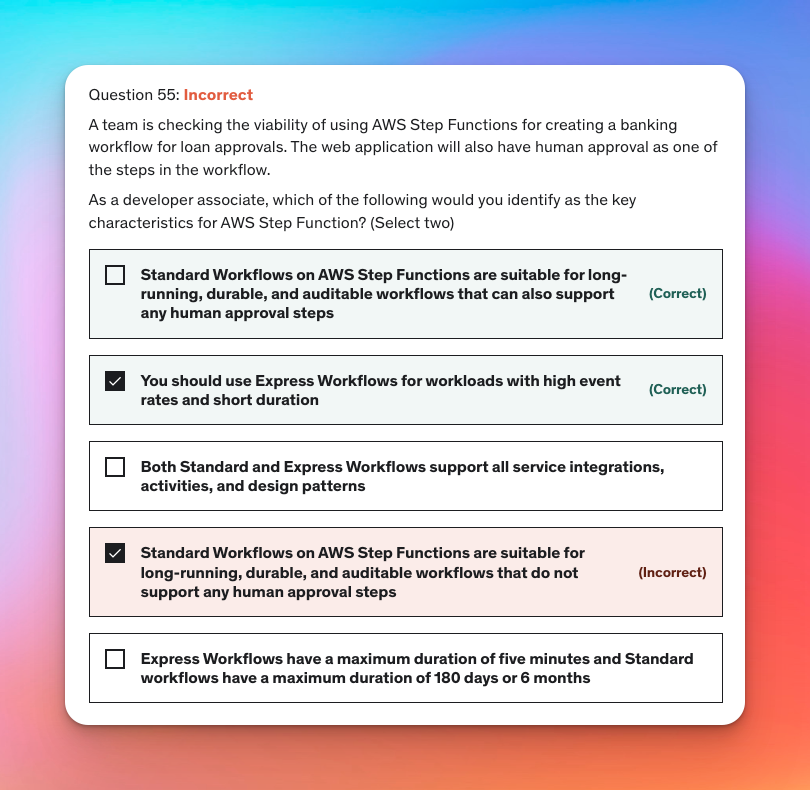 Question 55: Incorrect
A team is checking the viability of using AWS Step Functions for creating a banking
workflow for loan approvals. The web application will also have human approval as one of
the steps in the workflow.
As a developer associate, which of the following would you identify as the key
characteristics for AWS Step Function? (Select two)
Standard Workflows on AWS Step Functions are suitable for long-
running, durable, and auditable workflows that can also support
any human approval steps
(Correct)
You should use Express Workflows for workloads with high event
rates and short duration
(Correct)
Both Standard and Express Workflows support all service integrations,
activities, and design patterns
Standard Workflows on AWS Step Functions are suitable for
long-running, durable, and auditable workflows that do not
support any human approval steps
(Incorrect)
Express Workflows have a maximum duration of five minutes and Standard
workflows have a maximum duration of 180 days or 6 months